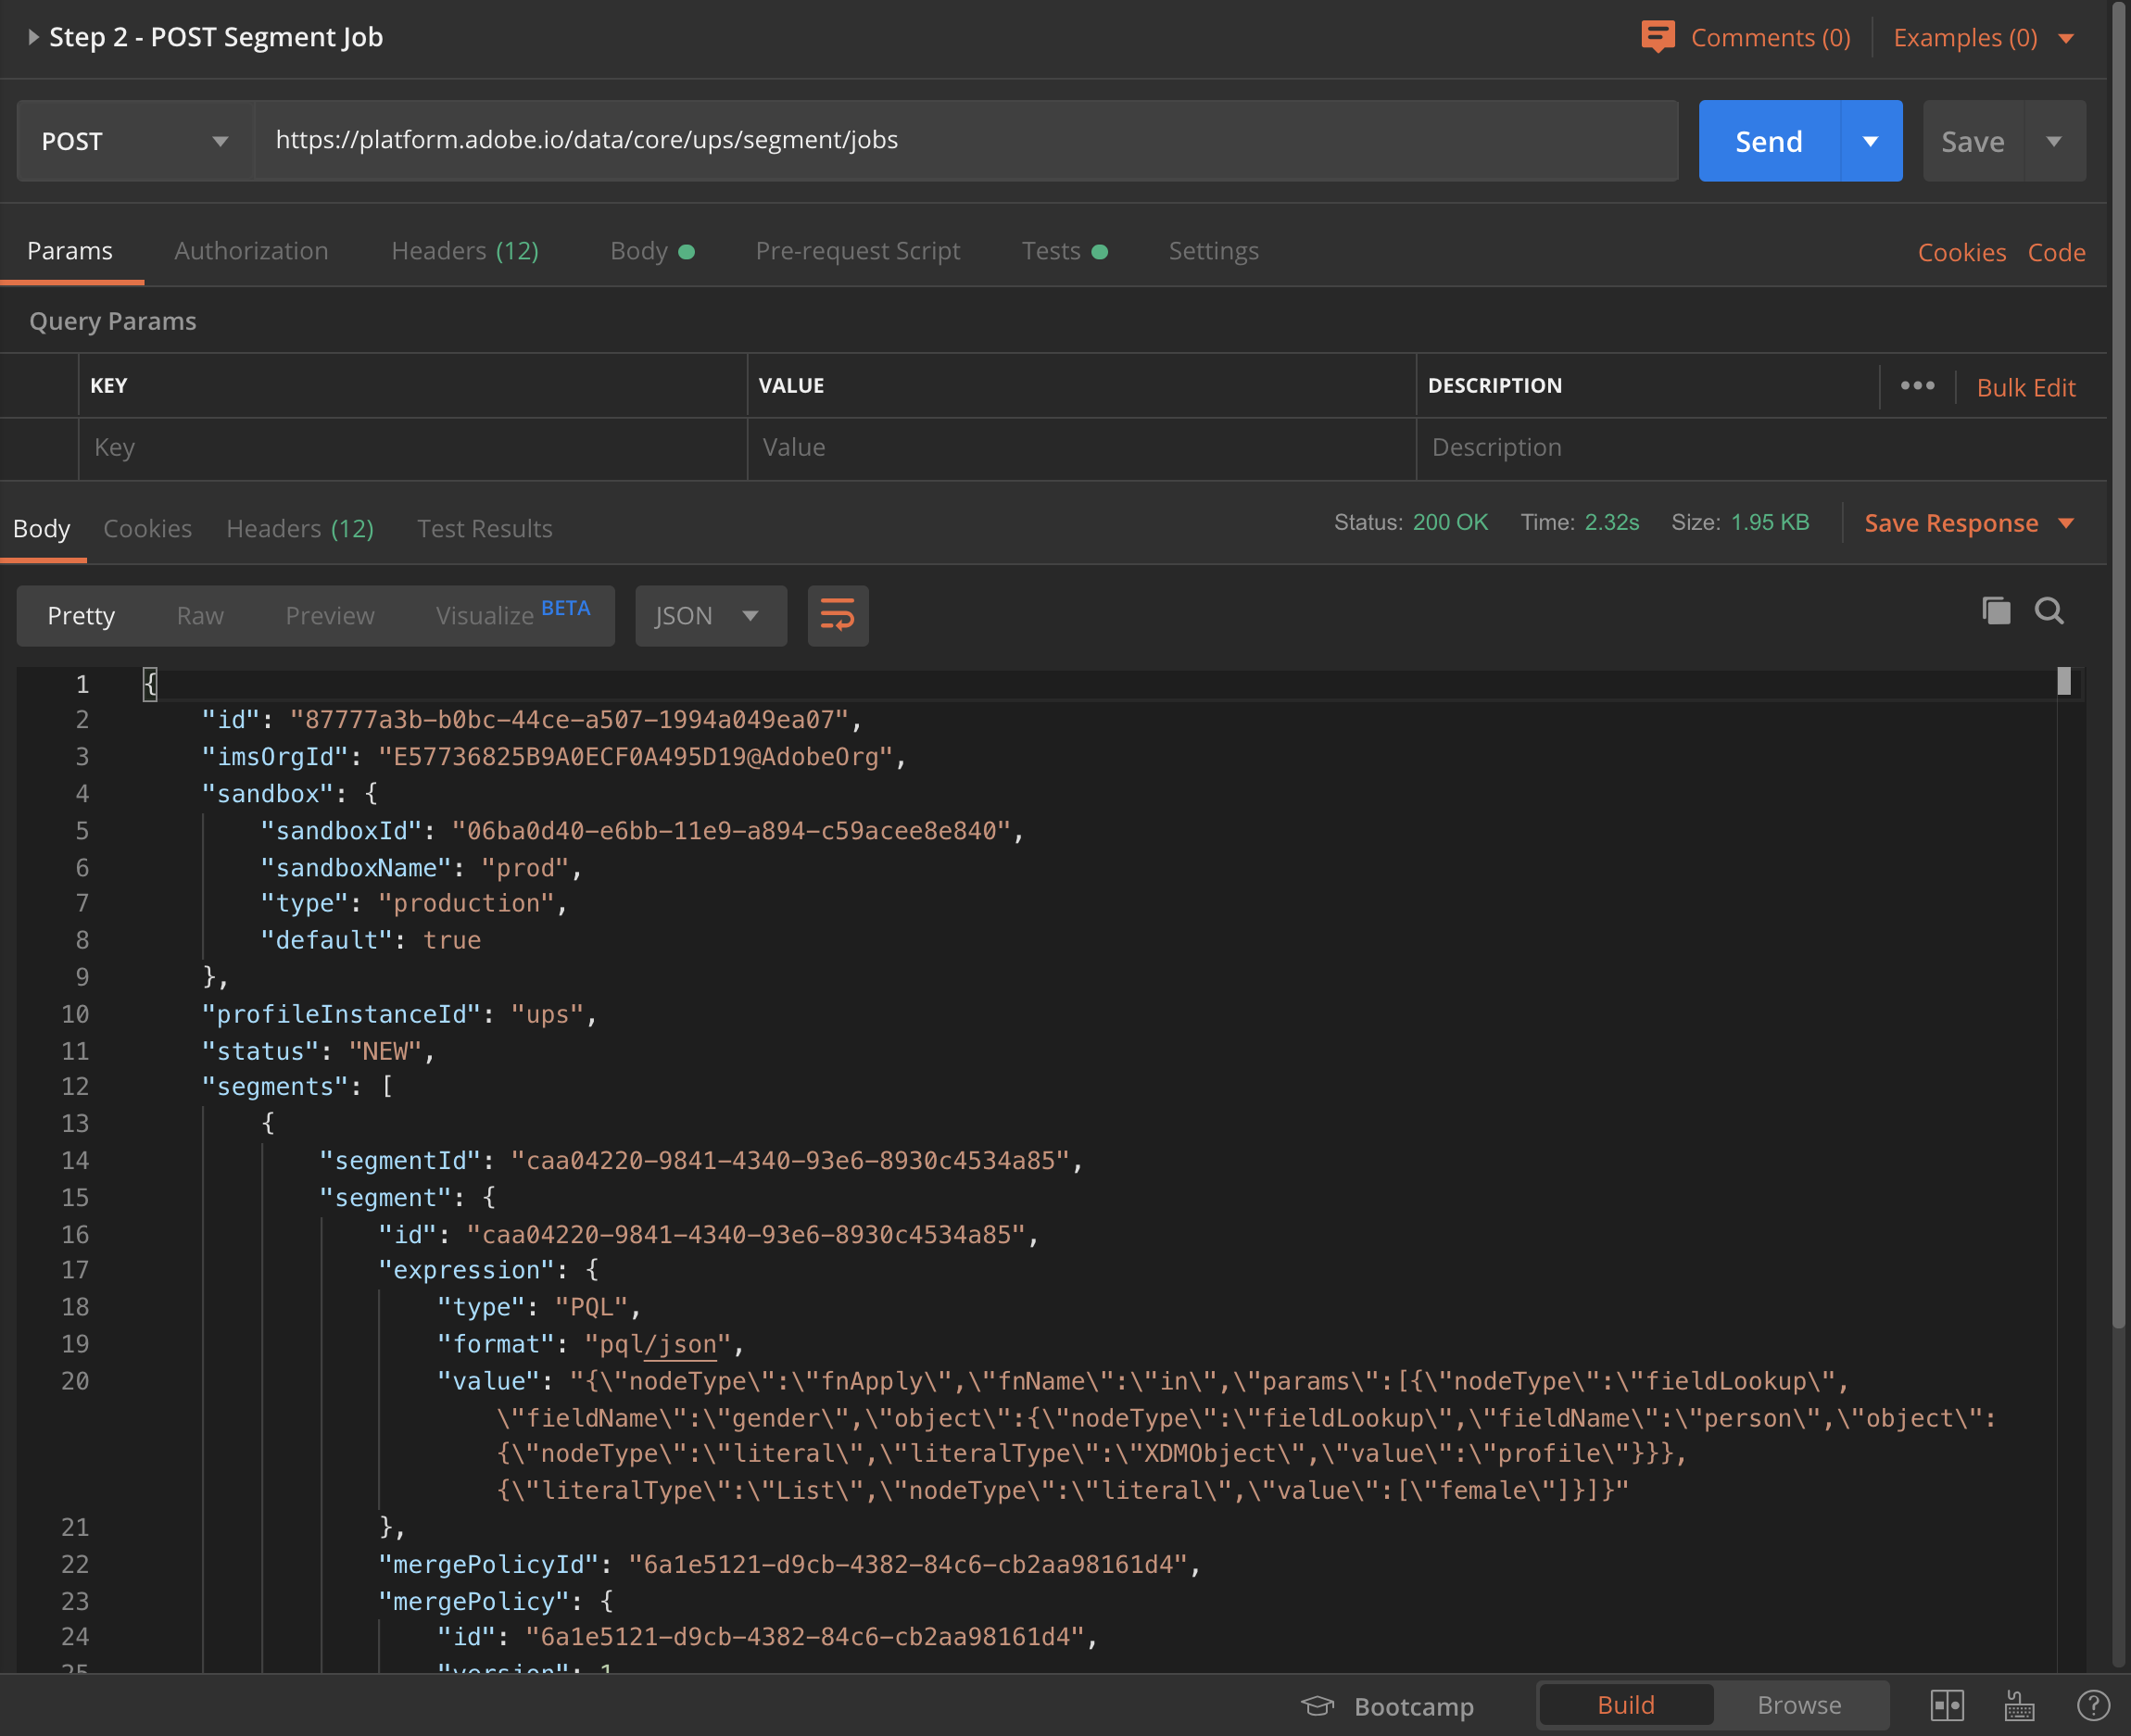 Step 2 - POST Segment Job
Comments (0) Examples (0)
POST https://platform.adobe.io/data/core/ups/segment/jobs Send Save
Params Authorization Headers (12) Body Pre-request Script Tests Settings Cookies Code
Query Params
KEY VALUE DESCRIPTION ••• Bulk Edit
Key Value Description
Body Cookies Headers (12) Test Results Status: 200 OK Time: 2.32s Size: 1.95 KB Save Response
Pretty Raw Preview Visualize BETA JSON
1 {
2 "id": "87777a3b-b0bc-44ce-a507-1994a049ea07",
3 "imsOrgId": "E57736825B9A0ECF0A495D19@AdobeOrg",
4 "sandbox": {
5 "sandboxId": "06ba0d40-e6bb-11e9-a894-c59acee8e840",
6 "sandboxName": "prod",
7 "type": "production",
8 "default": true
9 },
10 "profileInstanceId": "ups",
11 "status": "NEW",
12 "segments": [
13 {
14 "segmentId": "caa04220-9841-4340-93e6-8930c4534a85",
15 "segment": {
16 "id": "caa04220-9841-4340-93e6-8930c4534a85",
17 "expression": {
18 "type": "PQL",
19 "format": "pql/json",
20 "value": "{\"nodeType\":\"fnApply\",\"fnName\":\"in\",\"params\":[{\"nodeType\":\"fieldLookup\",
\"fieldName\":\"gender\",\"object\":{\"nodeType\":\"fieldLookup\",\"fieldName\":\"person\",\"object\":
{\"nodeType\":\"literal\",\"literalType\":\"XDMObject\",\"value\":\"profile\"}}},
{\"literalType\":\"List\",\"nodeType\":\"literal\",\"value\":[\"female\"]}]}"
21 },
22 "mergePolicyId": "6a1e5121-d9cb-4382-84c6-cb2aa98161d4",
23 "mergePolicy": {
24 "id": "6a1e5121-d9cb-4382-84c6-cb2aa98161d4",
25 "version": 1
Bootcamp Build Browse ?